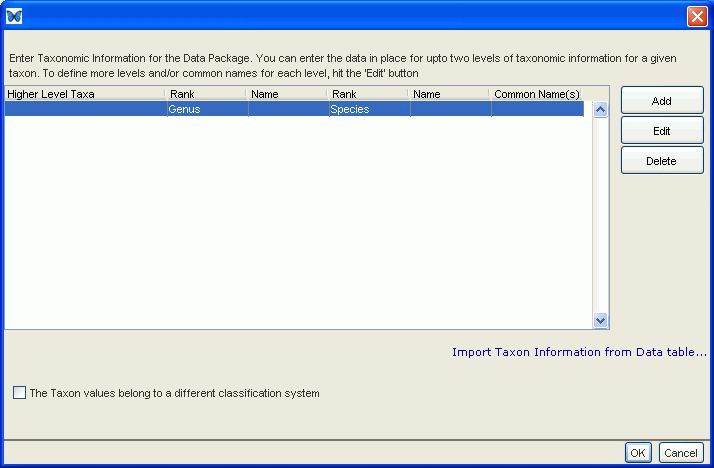 Enter Taxonomic Information for the Data Package. You can enter the data in place for upto two levels of taxonomic information for a given
taxon. To define more levels and/or common names for each level, hit the 'Edit' button
Higher Level Taxa Rank Name Rank Name Common Name(s)
Genus Species
Add
Edit
Delete
Import Taxon Information from Data table...
The Taxon values belong to a different classification system
OK Cancel